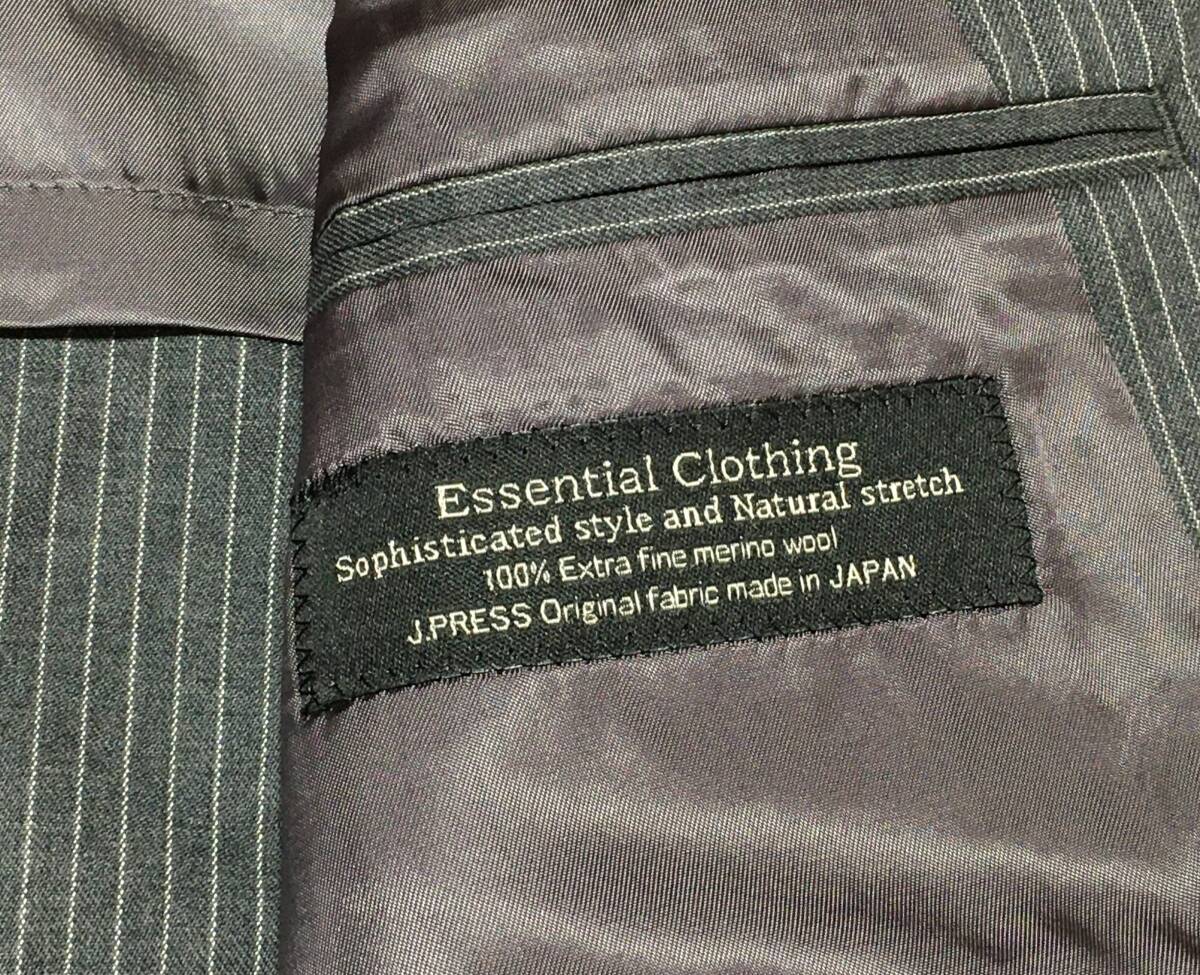 Essential Clothing
Sophisticated style and Natural stretch
100% Extra fine merino wool
J.PRESS Original fabric made in JAPAN